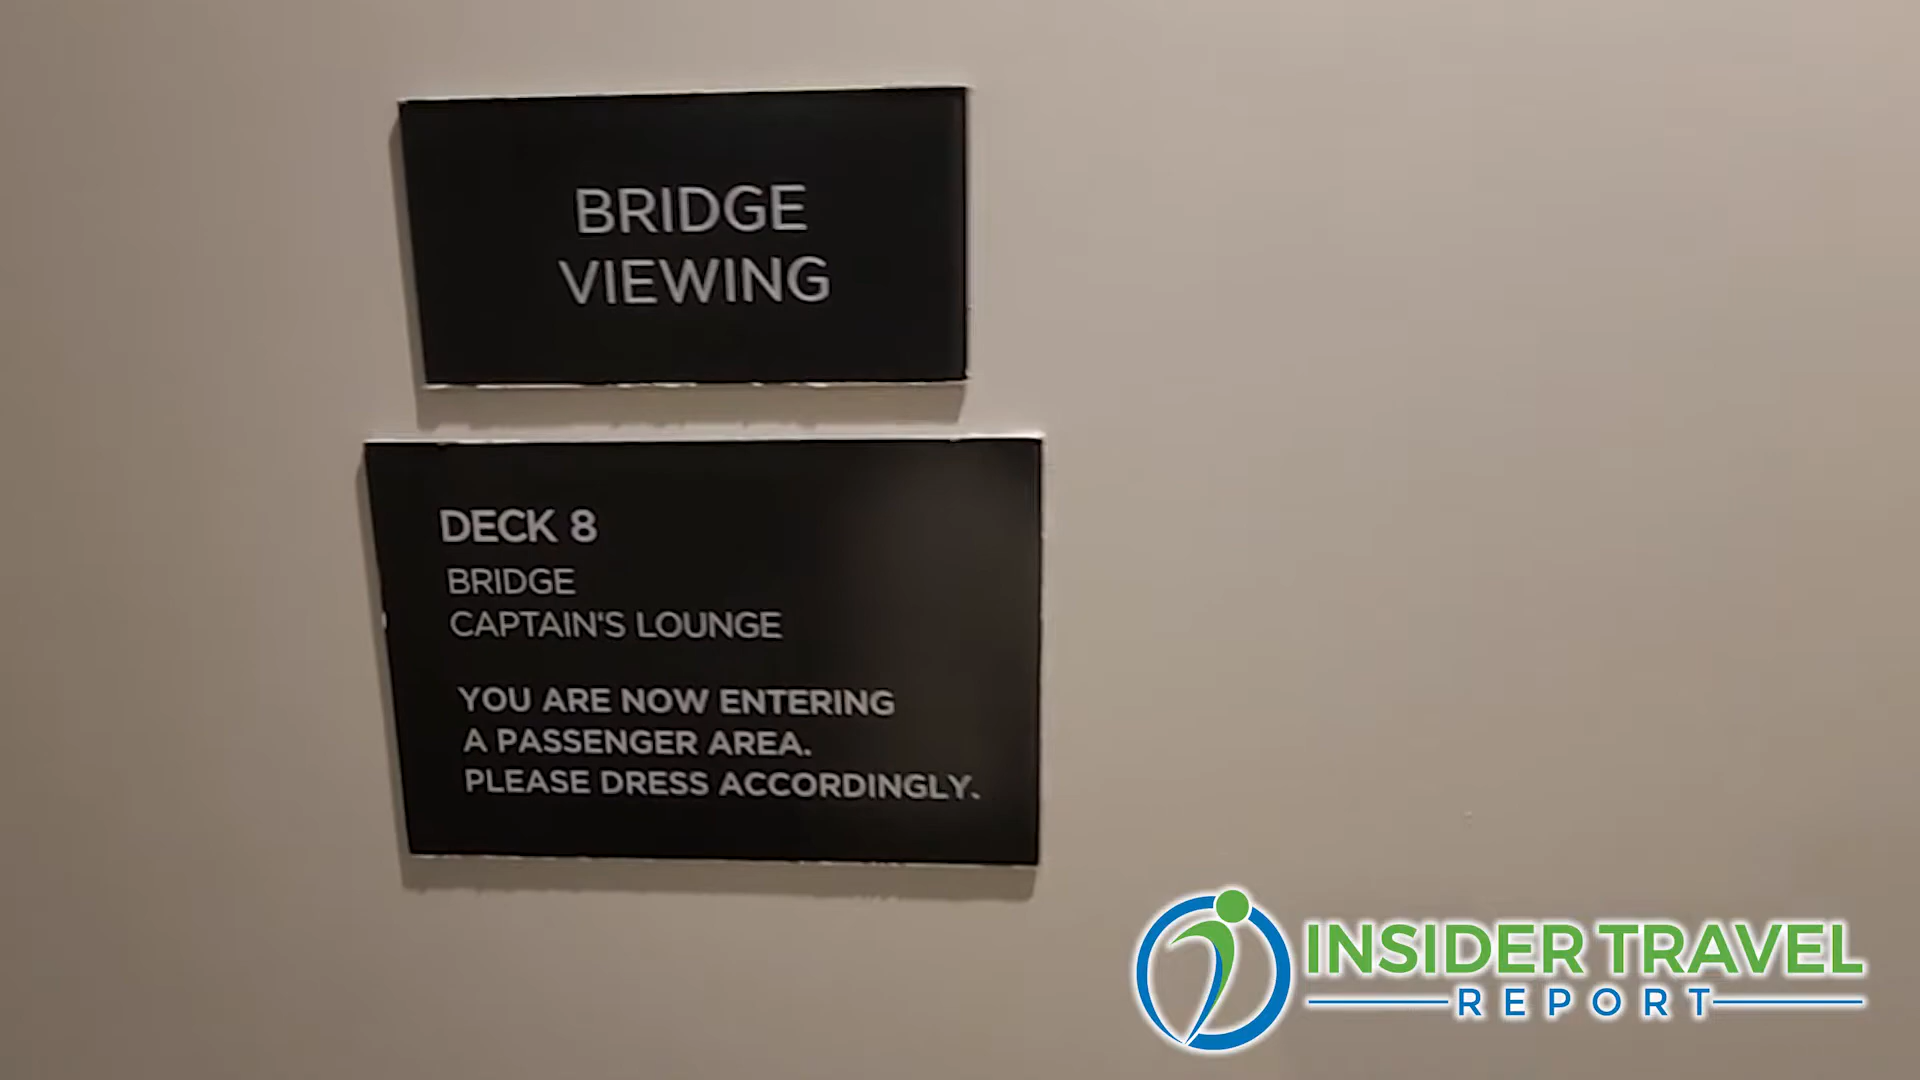 BRIDGE
VIEWING
DECK 8
BRIDGE
CAPTAIN'S LOUNGE
YOU ARE NOW ENTERING
A PASSENGER AREA.
PLEASE DRESS ACCORDINGLY.
INSIDER TRAVEL
REPORT